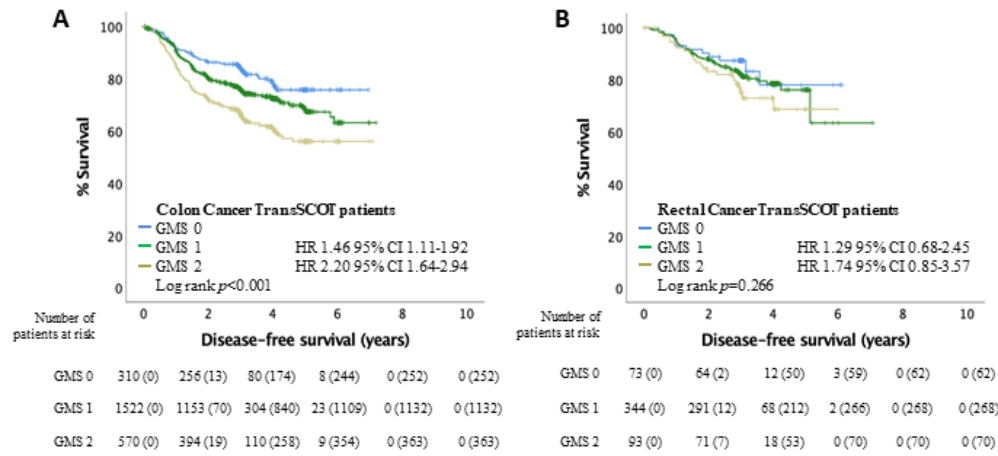 A
100
80
60
40
20
0
% Survival
Colon Cancer TransSCOT patients
GMS 0
GMS 1 HR 1.46 95% CI 1.11-1.92
GMS 2 HR 2.20 95% CI 1.64-2.94
Log rank p<0.001
0 2 4 6 8 10
Disease-free survival (years)
Number of
patients at risk
GMS 0 310 (0) 256 (13) 80 (174) 8 (244) 0 (252) 0 (252)
GMS 1 1522 (0) 1153 (70) 304 (840) 23 (1109) 0 (1132) 0 (1132)
GMS 2 570 (0) 394 (19) 110 (258) 9 (354) 0 (363) 0 (363)
B
100
80
60
40
20
0
% Survival
Rectal Cancer TransSCOT patients
GMS 0
GMS 1 HR 1.29 95% CI 0.68-2.45
GMS 2 HR 1.74 95% CI 0.85-3.57
Log rank p=0.266
0 2 4 6 8 10
Disease-free survival (years)
Number of
patients at risk
GMS 0 73 (0) 64 (2) 12 (50) 3 (59) 0 (62) 0 (62)
GMS 1 344 (0) 291 (12) 68 (212) 2 (266) 0 (268) 0 (268)
GMS 2 93 (0) 71 (7) 18 (53) 0 (70) 0 (70) 0 (70)